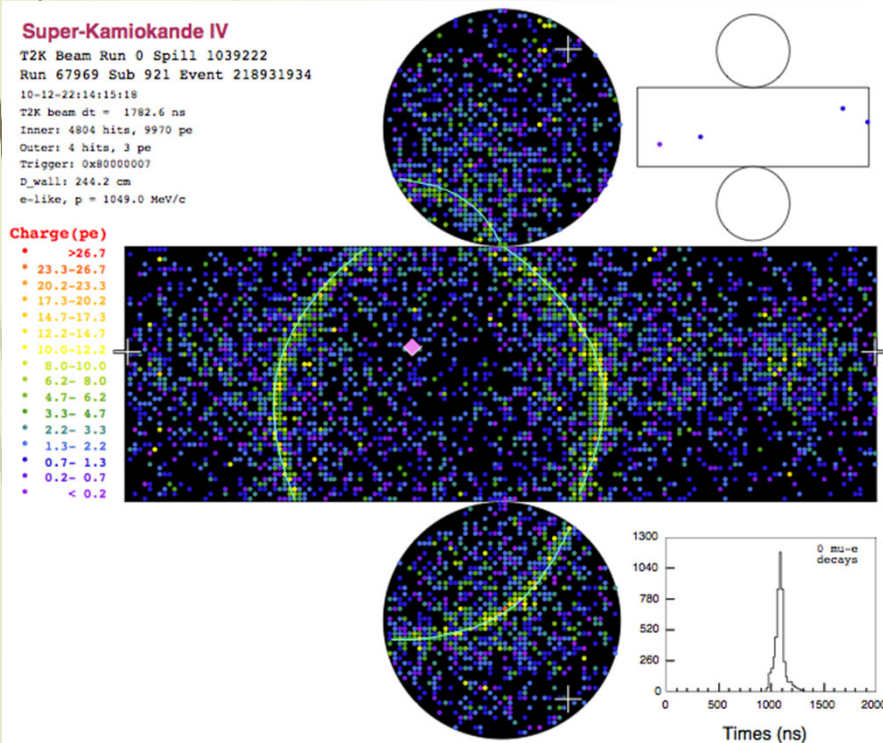 Super-Kamiokande IV
T2K Beam Run 0 Spill 1039222
Run 67969 Sub 921 Event 218931934
10-12-22:14:15:18
T2K beam dt = 1782.6 ns
Inner: 4804 hits, 9970 pe
Outer: 4 hits, 3 pe
Trigger: 0x80000007
D_wall: 244.2 cm
e-like, p = 1049.0 MeV/c
Charge(pe)
>26.7
23.3-26.7
20.2-23.3
17.3-20.2
14.7-17.3
12.2-14.7
10.0-12.2
8.0-10.0
6.2- 8.0
4.7- 6.2
3.3- 4.7
2.2- 3.3
1.3- 2.2
0.7- 1.3
0.2- 0.7
< 0.2
0 mu-e
decays
1300
1040
780
520
260
0
0 500 1000 1500 2000
Times (ns)